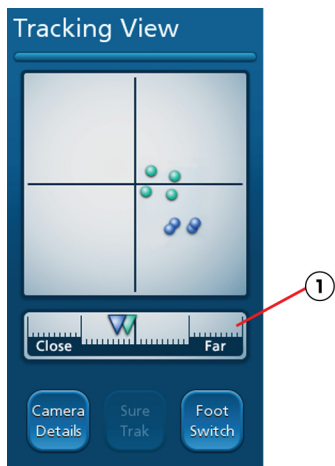 Tracking View
1
Close
Far
Camera
Details
Sure
Trak
Foot
Switch